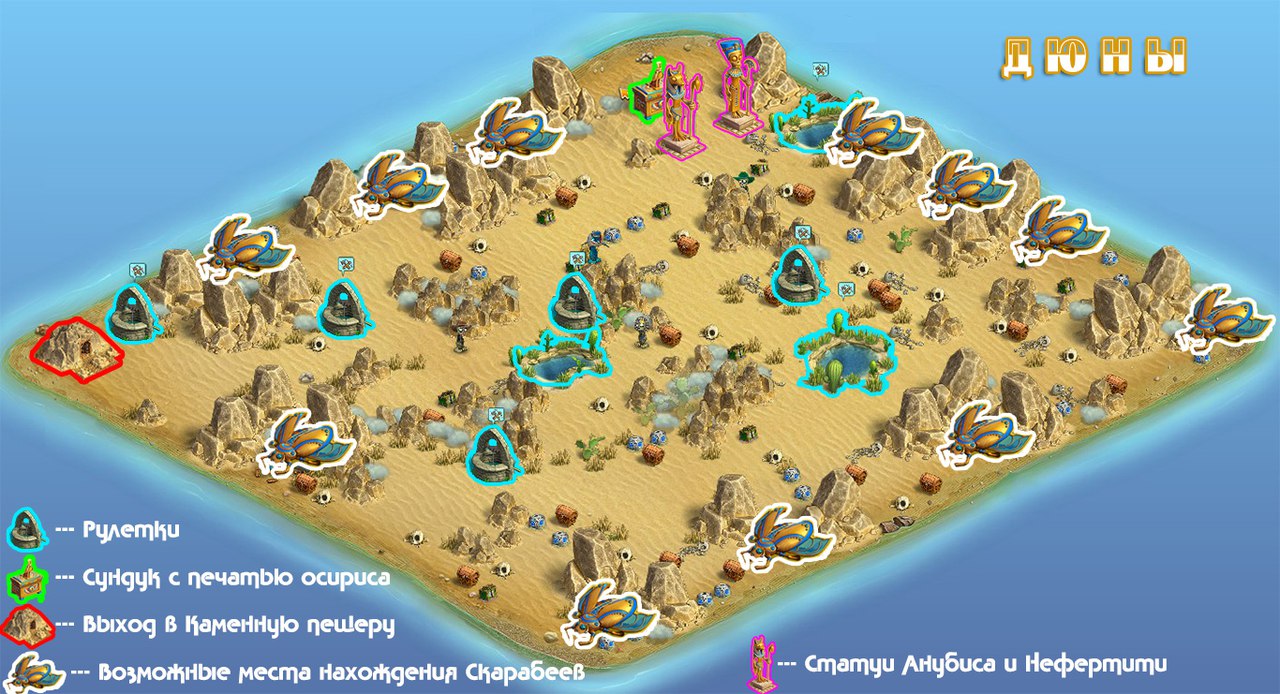 ДЮНЫ
--- Рулетки
--- Сундук с печатью осириса
--- Выход в Каменную пещеру
--- Возможные места нахождения Скарабеев
--- Статуи Анубиса и Нефертити